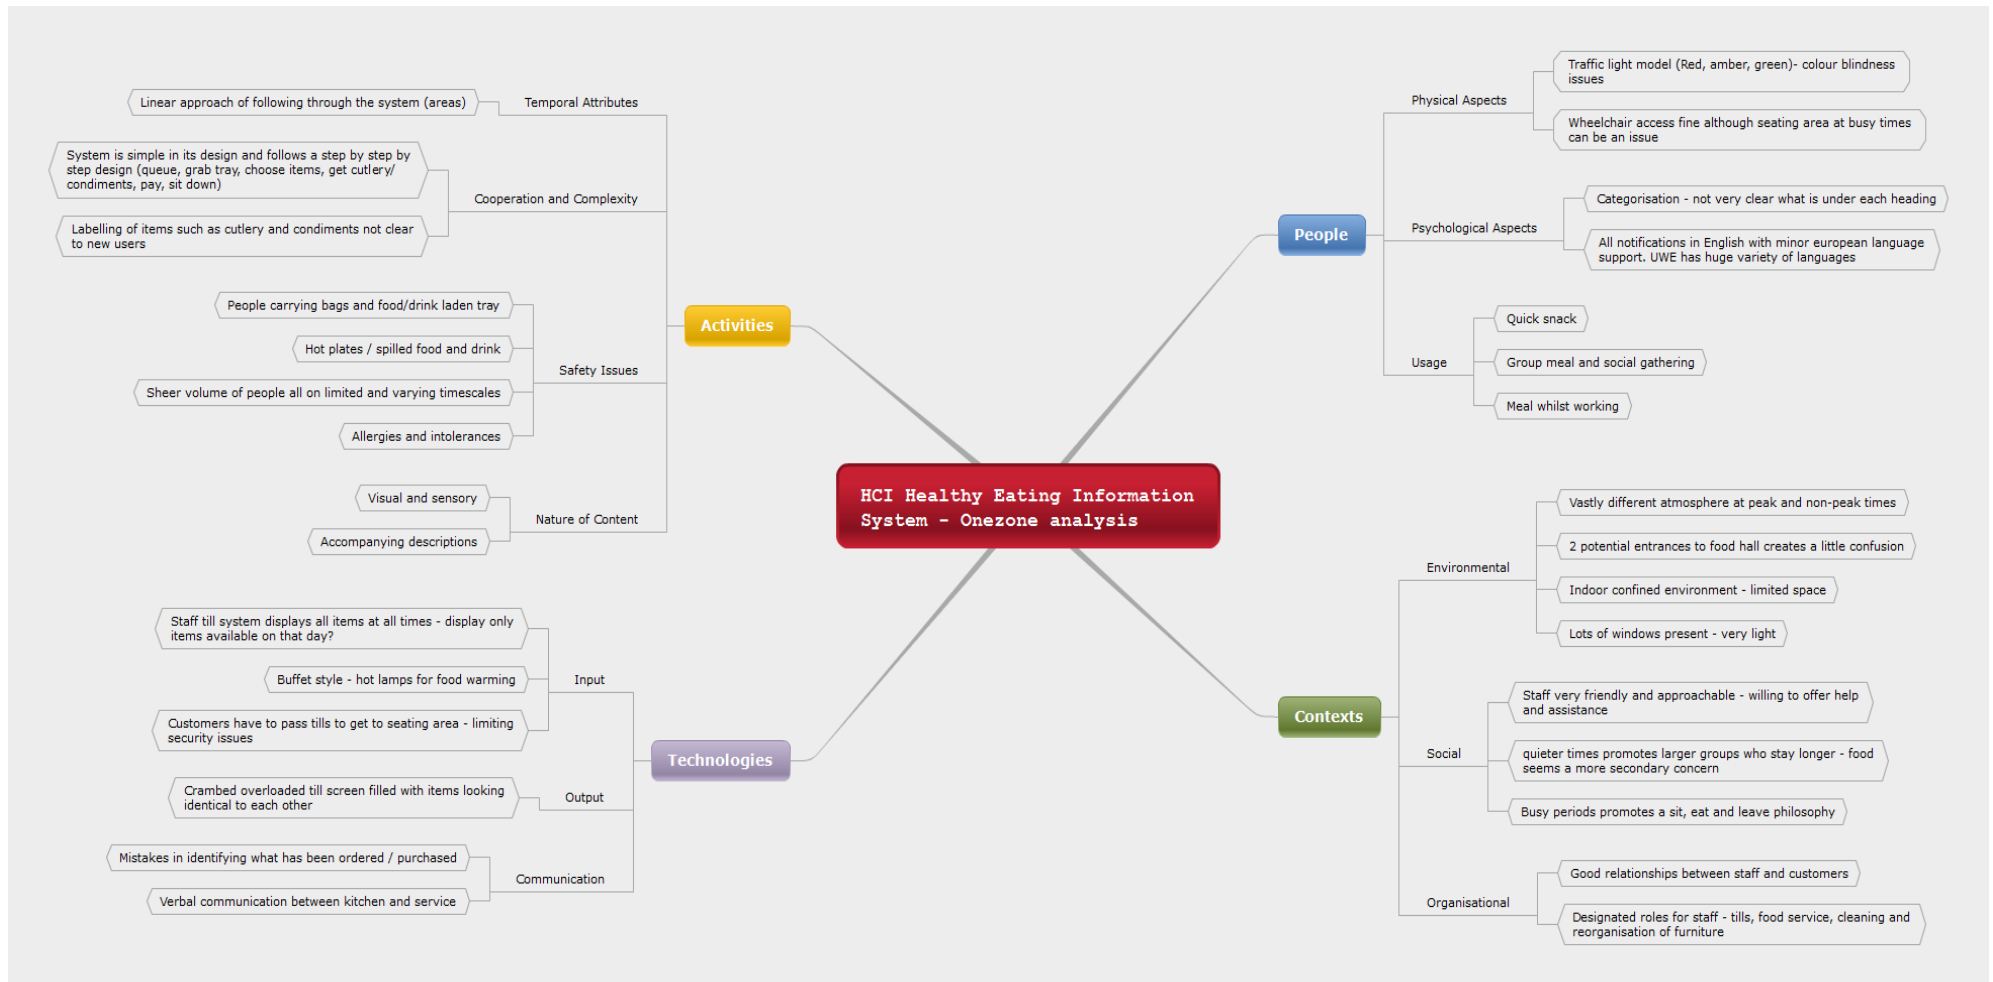 HCI Healthy Eating Information
System - Onezone analysis
People
Physical Aspects
Traffic light model (Red, amber, green)- colour blindness
issues
Wheelchair access fine although seating area at busy times
can be an issue
Psychological Aspects
Categorisation - not very clear what is under each heading
All notifications in English with minor european language
support. UWE has huge variety of languages
Usage
Quick snack
Group meal and social gathering
Meal whilst working
Contexts
Environmental
Vastly different atmosphere at peak and non-peak times
2 potential entrances to food hall creates a little confusion
Indoor confined environment - limited space
Lots of windows present - very light
Social
Staff very friendly and approachable - willing to offer help
and assistance
quieter times promotes larger groups who stay longer - food
seems a more secondary concern
Busy periods promotes a sit, eat and leave philosophy
Organisational
Good relationships between staff and customers
Designated roles for staff - tills, food service, cleaning and
reorganisation of furniture
Activities
Temporal Attributes
Linear approach of following through the system (areas)
Cooperation and Complexity
System is simple in its design and follows a step by step by
step design (queue, grab tray, choose items, get cutlery/
condiments, pay, sit down)
Labelling of items such as cutlery and condiments not clear
to new users
Safety Issues
People carrying bags and food/drink laden tray
Hot plates / spilled food and drink
Sheer volume of people all on limited and varying timescales
Allergies and intolerances
Nature of Content
Visual and sensory
Accompanying descriptions
Technologies
Input
Staff till system displays all items at all times - display only
items available on that day?
Buffet style - hot lamps for food warming
Customers have to pass tills to get to seating area - limiting
security issues
Output
Crambed overloaded till screen filled with items looking
identical to each other
Communication
Mistakes in identifying what has been ordered / purchased
Verbal communication between kitchen and service